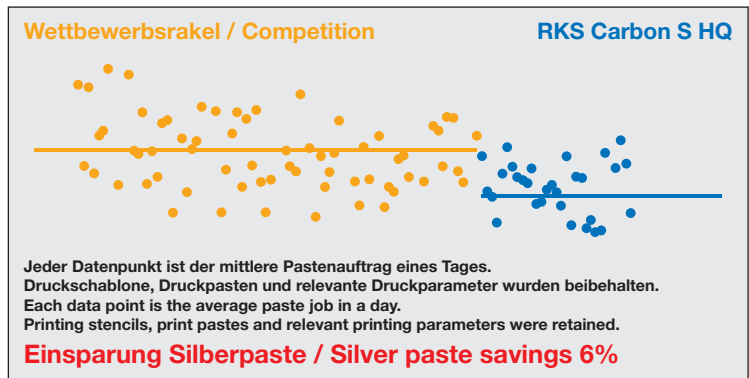 Wettbewerbsrakel / Competition
RKS Carbon S HQ
Jeder Datenpunkt ist der mittlere Pastenauftrag eines Tages.
Druckschablone, Druckpasten und relevante Druckparameter wurden beibehalten.
Each data point is the average paste job in a day.
Printing stencils, print pastes and relevant printing parameters were retained.
Einsparung Silberpaste / Silver paste savings 6%